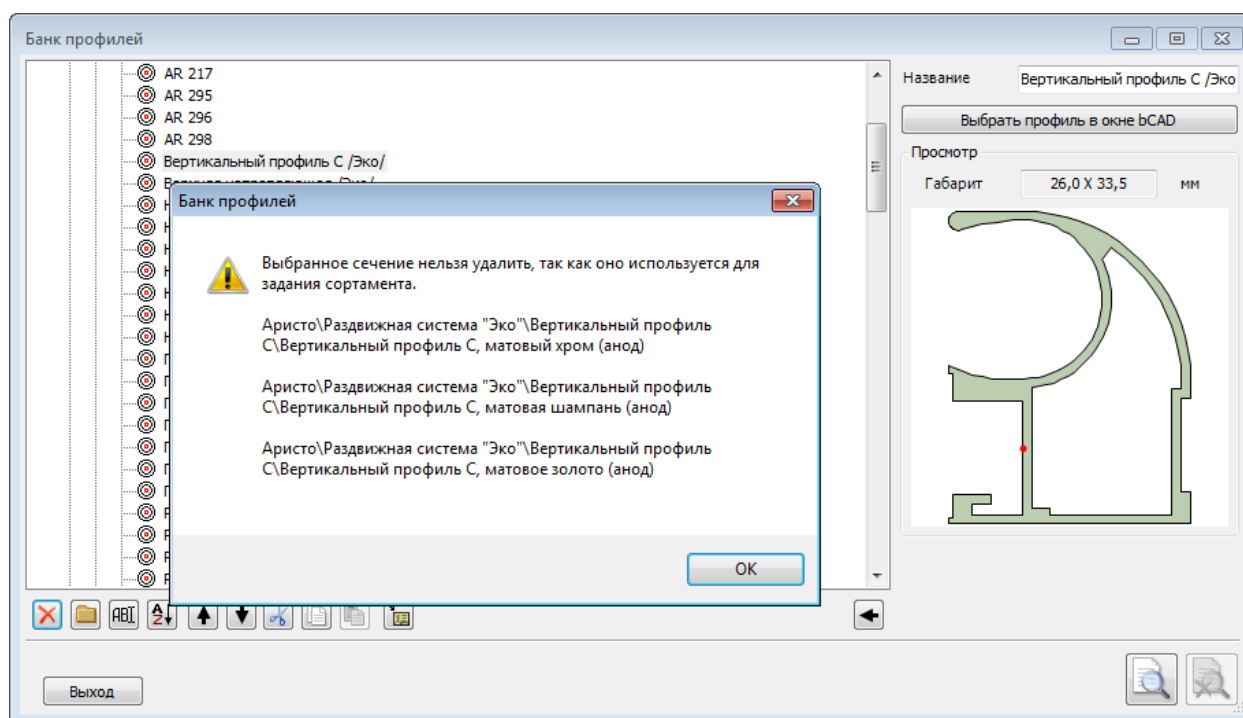 Банк профилей
AR 217
AR 295
AR 296
AR 298
Вертикальный профиль C /Эко/
Название
Вертикальный профиль C /Эко
Выбрать профиль в окне bCAD
Просмотр
Габарит
26,0 X 33,5
мм
Банк профилей
Выбранное сечение нельзя удалить, так как оно используется для
задания сортамента.
Аристо\Раздвижная система "Эко"\Вертикальный профиль
C\Вертикальный профиль C, матовый хром (анод)
Аристо\Раздвижная система "Эко"\Вертикальный профиль
C\Вертикальный профиль C, матовая шампань (анод)
Аристо\Раздвижная система "Эко"\Вертикальный профиль
C\Вертикальный профиль C, матовое золото (анод)
OK
ABI
AZ
Выход